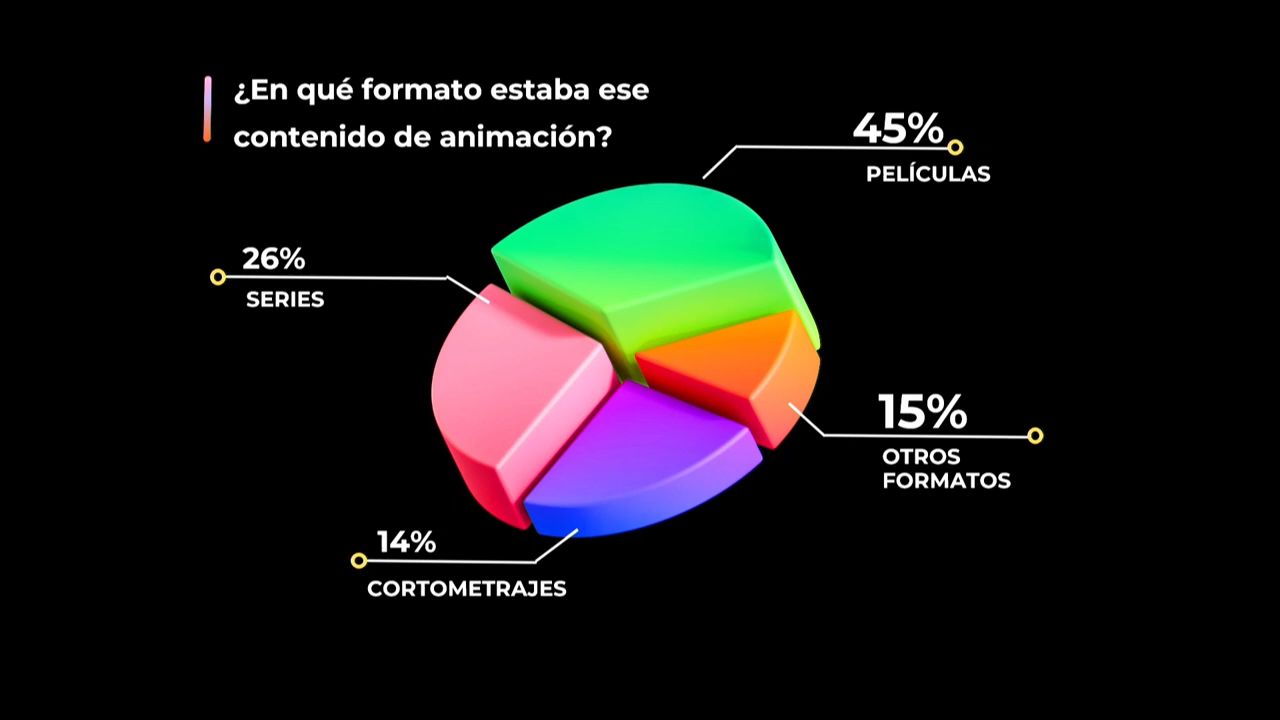 ¿En qué formato estaba ese
contenido de animación?
45%
PELÍCULAS
26%
SERIES
15%
OTROS
FORMATOS
14%
CORTOMETRAJES